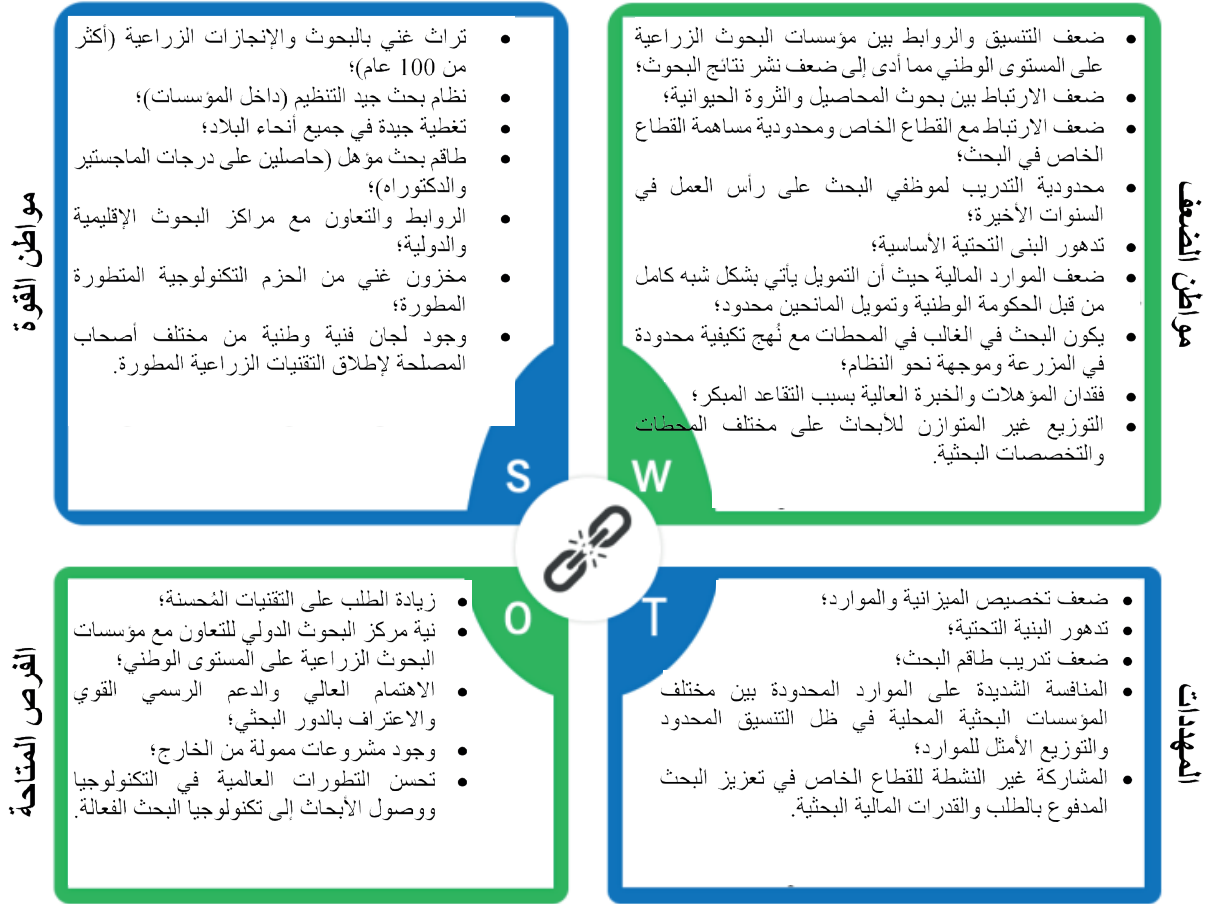 مواطن القوة
تراث غني بالبحوث والإنجازات الزراعية (أكثر
من 100 عام)؛
نظام بحث جيد التنظيم (داخل المؤسسات)؛
تغطية جيدة في جميع أنحاء البلاد؛
طاقم بحث مؤهل (حاصلين على درجات الماجستير
والدكتوراه)؛
الروابط والتعاون مع مراكز البحوث الإقليمية
والدولية؛
مخزون غني من الحزم التكنولوجية المتطورة
المطورة؛
وجود لجان فنية وطنية من مختلف أصحاب
المصلحة لإطلاق التقنيات الزراعية المطورة.
S
مواطن الضعف
ضعف التنسيق والروابط بين مؤسسات البحوث الزراعية
على المستوى الوطني مما أدى إلى ضعف نشر نتائج البحوث؛
ضعف الارتباط بين بحوث المحاصيل والثروة الحيوانية؛
ضعف الارتباط مع القطاع الخاص ومحدودية مساهمة القطاع
الخاص في البحث؛
محدودية التدريب لموظفي البحث على رأس العمل في
السنوات الأخيرة؛
تدهور البنى التحتية الأساسية؛
ضعف الموارد المالية حيث أن التمويل يأتي بشكل شبه كامل
من قبل الحكومة الوطنية وتمويل المانحين محدود؛
يكون البحث في الغالب في المحطات مع نُهج تكيفية محدودة
في المزرعة وموجهة نحو النظام؛
فقدان المؤهلات والخبرة العالية بسبب التقاعد المبكر؛
التوزيع غير المتوازن للأبحاث على مختلف المحطات
والتخصصات البحثية.
W
الفرص المتاحة
زيادة الطلب على التقنيات المُحسنة؛
نية مركز البحوث الدولي للتعاون مع مؤسسات
البحوث الزراعية على المستوى الوطني؛
الاهتمام العالي والدعم الرسمي القوي
والاعتراف بالدور البحثي؛
وجود مشروعات ممولة من الخارج؛
تحسن التطورات العالمية في التكنولوجيا
ووصول الأبحاث إلى تكنولوجيا البحث الفعالة.
O
المهددات
ضعف تخصيص الميزانية والموارد؛
تدهور البنية التحتية؛
ضعف تدريب طاقم البحث؛
المنافسة الشديدة على الموارد المحدودة بين مختلف
المؤسسات البحثية المحلية في ظل التنسيق المحدود
والتوزيع الأمثل للموارد؛
المشاركة غير النشطة للقطاع الخاص في تعزيز البحث
المدفوع بالطلب والقدرات المالية البحثية.
T